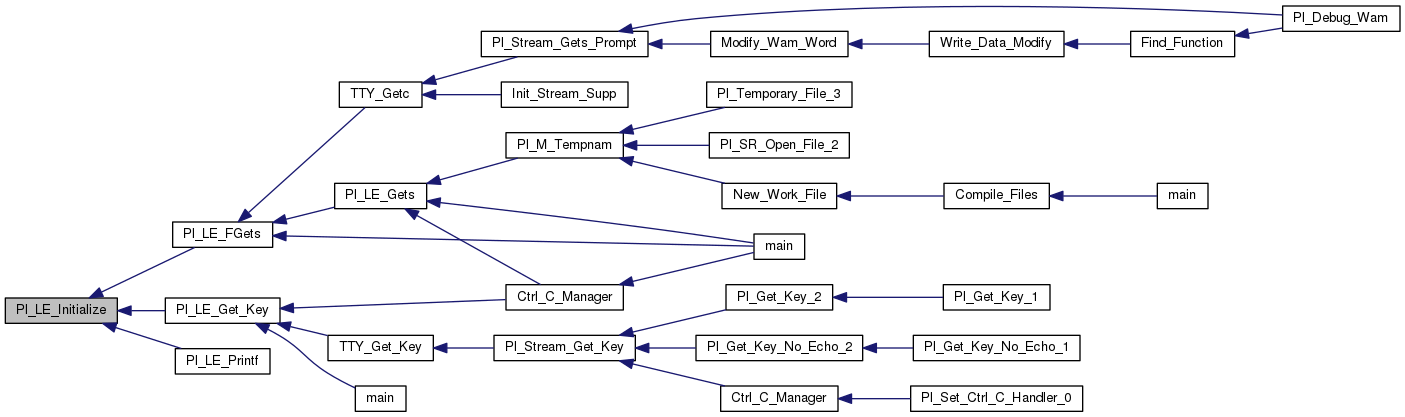 Pl_Debug_Wam
Pl_Stream_Gets_Prompt
Modify_Wam_Word
Write_Data_Modify
Find_Function
TTY_Getc
Init_Stream_Supp
Pl_Temporary_File_3
Pl_M_Tempnam
Pl_SR_Open_File_2
Pl_LE_Gets
New_Work_File
Compile_Files
main
Pl_LE_FGets
main
Pl_LE_Initialize
Pl_LE_Get_Key
Ctrl_C_Manager
Pl_Get_Key_2
Pl_Get_Key_1
Pl_LE_Printf
TTY_Get_Key
Pl_Stream_Get_Key
Pl_Get_Key_No_Echo_2
Pl_Get_Key_No_Echo_1
main
Ctrl_C_Manager
Pl_Set_Ctrl_C_Handler_0